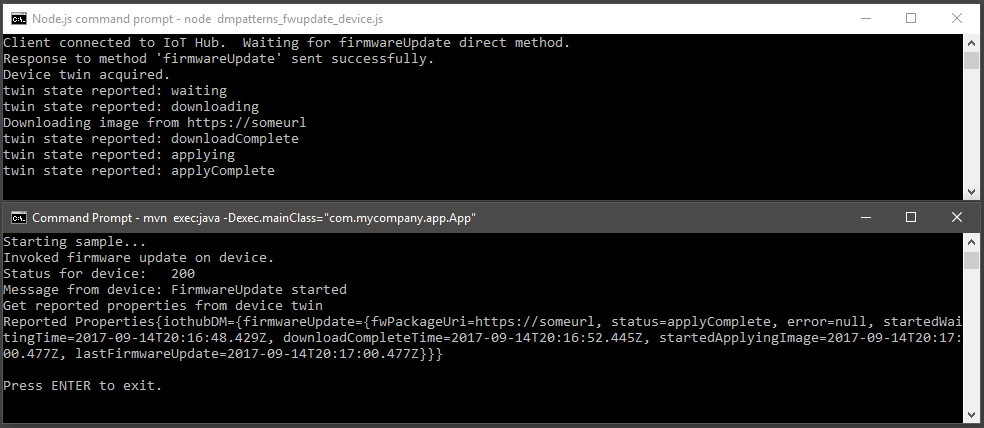 Node.js command prompt - node  dmpatterns_fwupdate_device.js
Client connected to IoT Hub.  Waiting for firmwareUpdate direct method.
Response to method 'firmwareUpdate' sent successfully.
Device twin acquired.
twin state reported: waiting
twin state reported: downloading
Downloading image from https://someurl
twin state reported: downloadComplete
twin state reported: applying
twin state reported: applyComplete
Command Prompt - mvn  exec:java -Dexec.mainClass="com.mycompany.app.App"
Starting sample...
Invoked firmware update on device.
Status for device:   200
Message from device: FirmwareUpdate started
Get reported properties from device twin
Reported Properties{iothubDM={firmwareUpdate={fwPackageUri=https://someurl, status=applyComplete, error=null, startedWai
tingTime=2017-09-14T20:16:48.429Z, downloadCompleteTime=2017-09-14T20:16:52.445Z, startedApplyingImage=2017-09-14T20:17:
00.477Z, lastFirmwareUpdate=2017-09-14T20:17:00.477Z}}}
Press ENTER to exit.